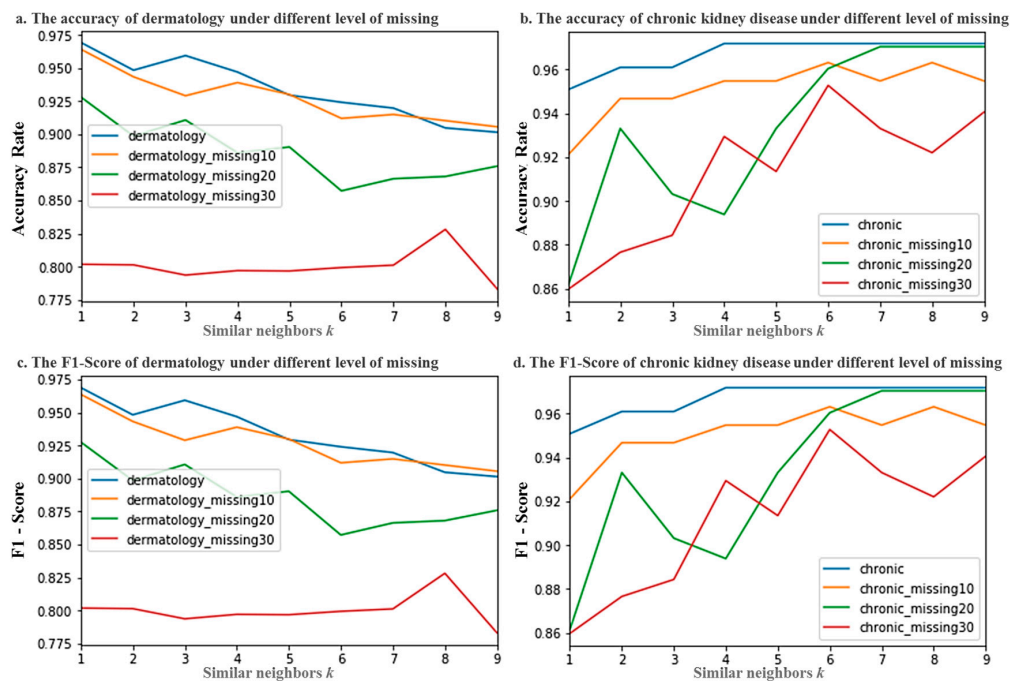 a. The accuracy of dermatology under different level of missing
0.975
0.950
0.925
0.900
0.875
0.850
0.825
0.800
0.775
Accuracy Rate
dermatology
dermatology_missing10
dermatology_missing20
dermatology_missing30
1 2 3 4 5 6 7 8 9
Similar neighbors k
b. The accuracy of chronic kidney disease under different level of missing
0.96
0.94
0.92
0.90
0.88
0.86
Accuracy Rate
chronic
chronic_missing10
chronic_missing20
chronic_missing30
1 2 3 4 5 6 7 8 9
Similar neighbors k
c. The F1-Score of dermatology under different level of missing
0.975
0.950
0.925
0.900
0.875
0.850
0.825
0.800
0.775
F1 - Score
dermatology
dermatology_missing10
dermatology_missing20
dermatology_missing30
1 2 3 4 5 6 7 8 9
Similar neighbors k
d. The F1-Score of chronic kidney disease under different level of missing
0.96
0.94
0.92
0.90
0.88
0.86
F1 - Score
chronic
chronic_missing10
chronic_missing20
chronic_missing30
1 2 3 4 5 6 7 8 9
Similar neighbors k